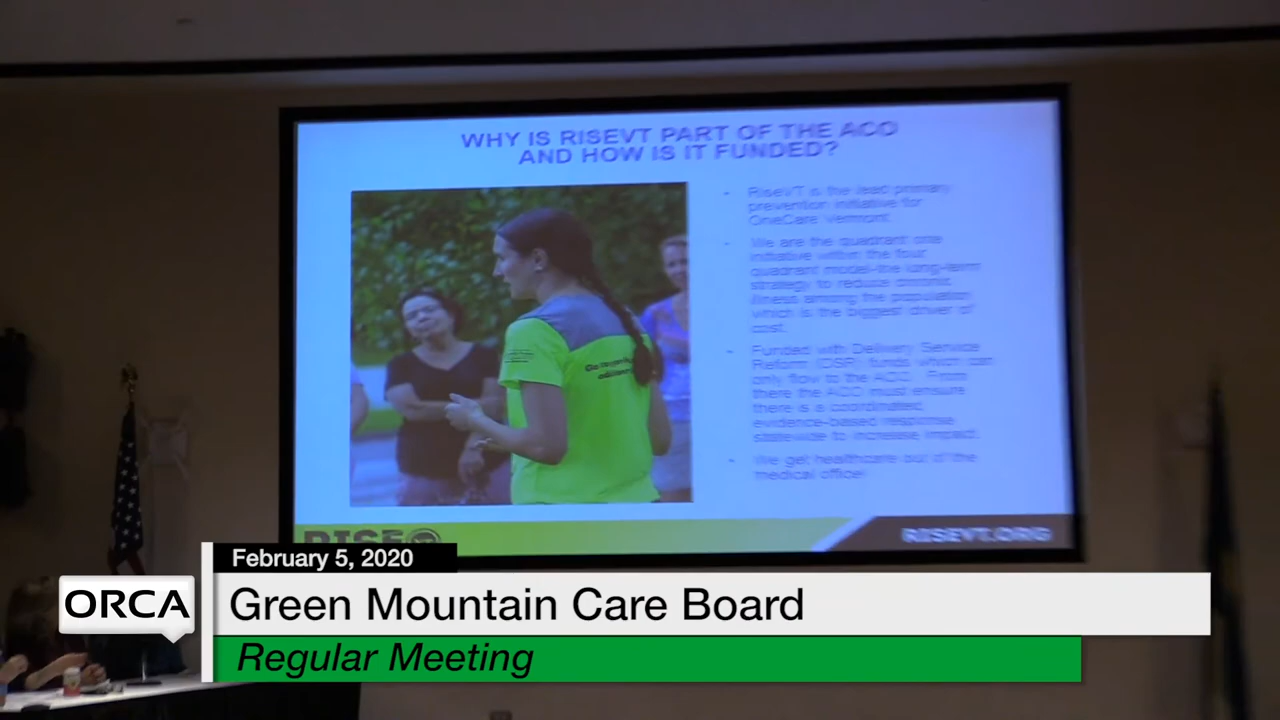 WHY IS RISEVT PART OF THE ACO
AND HOW IS IT FUNDED?
- RiseVT is the lead primary
prevention initiative for
OneCare Vermont
- We are the quadrant one
initiative within the four
quadrant model-the long-term
strategy to reduce chronic
illness among the population
which is the biggest driver of
cost.
- Funded with Delivery Service
Reform (DSR) funds which can
only flow to the ACO. From
there the ACO must ensure
there is a coordinated,
evidence-based response
statewide to increase impact.
- We get healthcare out of the
medical office!
RISE
RISEVT.ORG
February 5, 2020
ORCA
Green Mountain Care Board
Regular Meeting